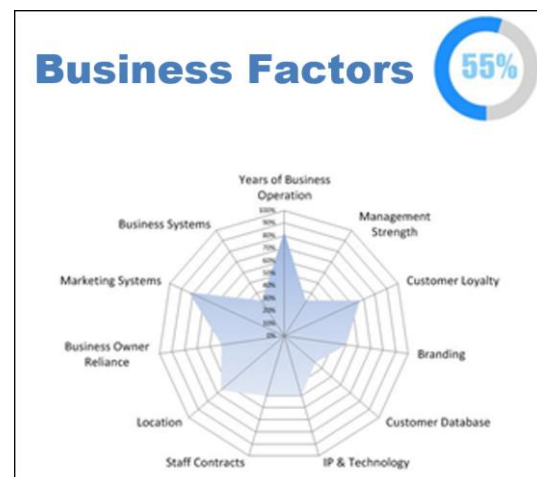 Business Factors
55%
Years of Business
Operation
Management
Strength
Customer Loyalty
Branding
Customer Database
IP & Technology
Staff Contracts
Location
Business Owner
Reliance
Marketing Systems
Business Systems
100%
90%
80%
70%
60%
50%
40%
30%
20%
10%
0%